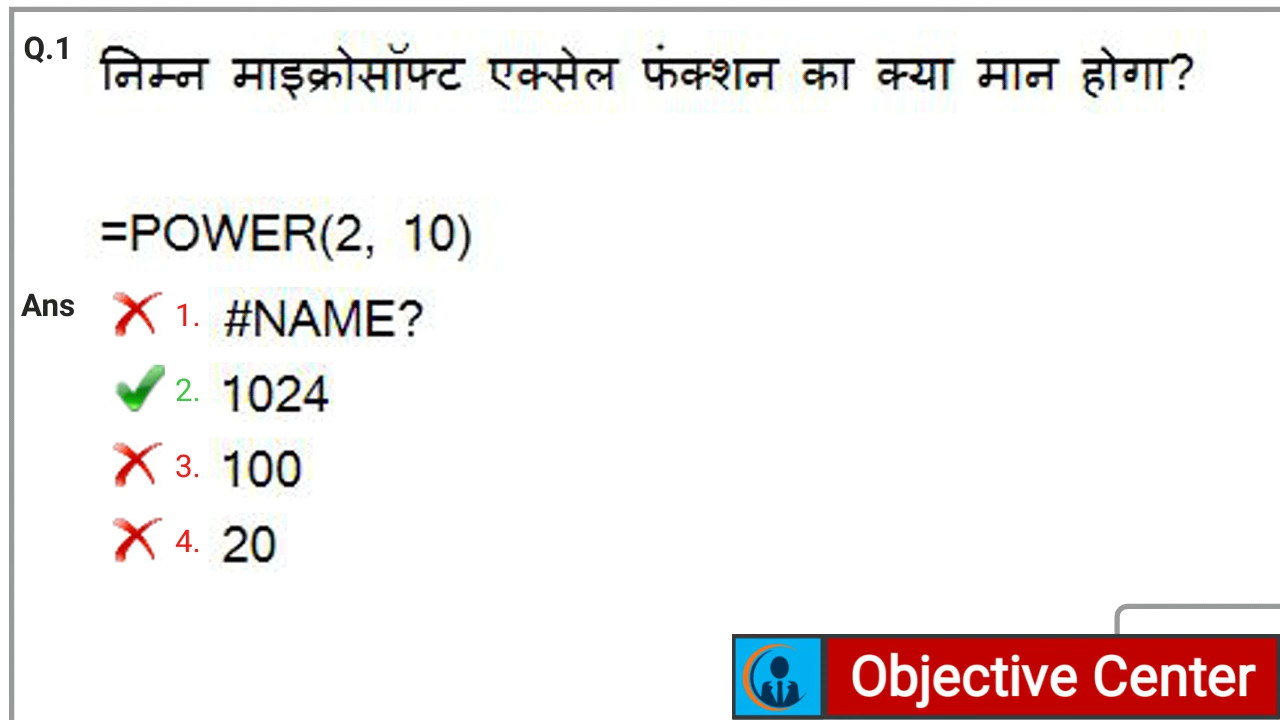 Q.1 निम्न माइक्रोसॉफ्ट एक्सेल फंक्शन का क्या मान होगा?
=POWER(2, 10)
Ans 1. #NAME?
2. 1024
3. 100
4. 20
Objective Center